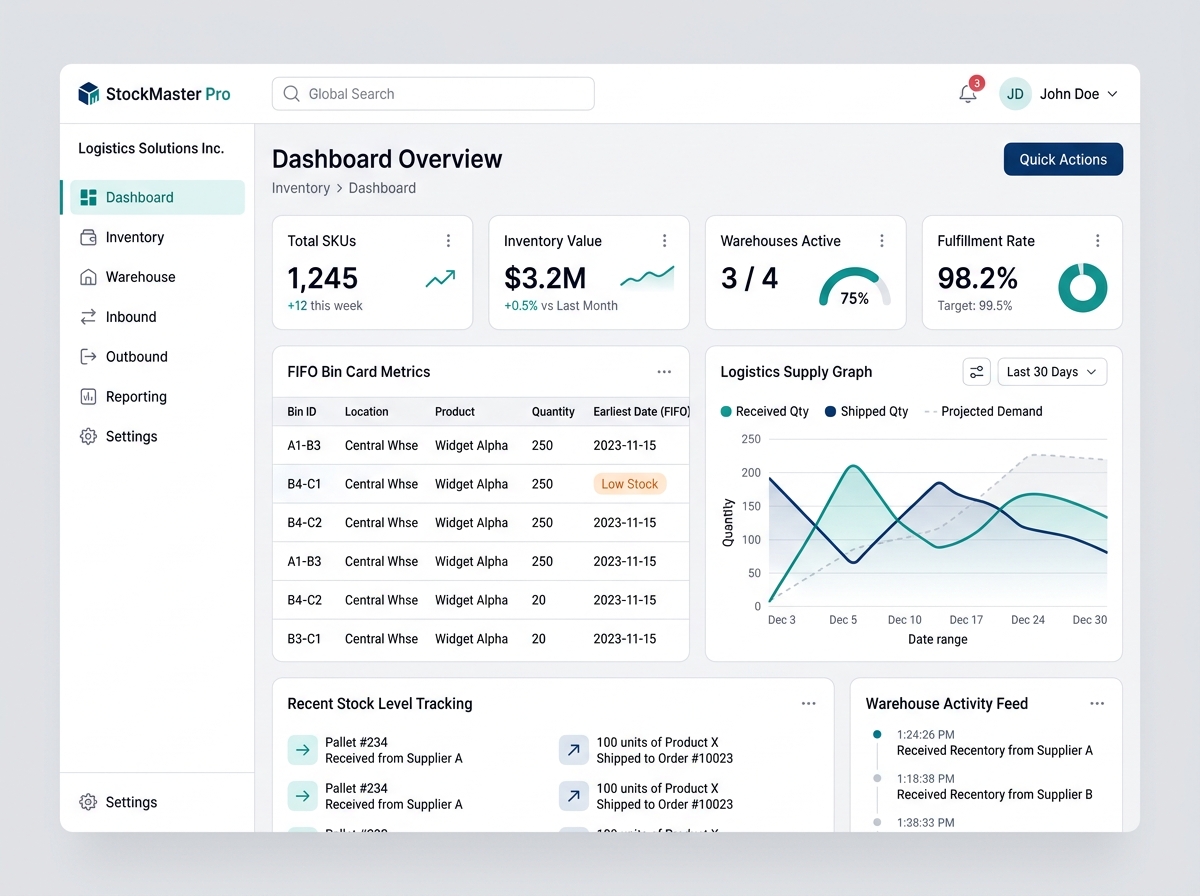 StockMaster Pro
Global Search
3
JD
John Doe
Logistics Solutions Inc.
Dashboard
Inventory
Warehouse
Inbound
Outbound
Reporting
Settings
Settings
Dashboard Overview
Inventory > Dashboard
Quick Actions
Total SKUs
1,245
+12 this week
Inventory Value
$3.2M
+0.5% vs Last Month
Warehouses Active
3 / 4
75%
Fulfillment Rate
98.2%
Target: 99.5%
FIFO Bin Card Metrics
Bin ID Location Product Quantity Earliest Date (FIFO)
A1-B3 Central Whse Widget Alpha 250 2023-11-15
B4-C1 Central Whse Widget Alpha 250 Low Stock
B4-C2 Central Whse Widget Alpha 250 2023-11-15
A1-B3 Central Whse Widget Alpha 250 2023-11-15
B4-C2 Central Whse Widget Alpha 20 2023-11-15
B3-C1 Central Whse Widget Alpha 20 2023-11-15
Logistics Supply Graph
Last 30 Days
Received Qty Shipped Qty Projected Demand
Quantity
250
200
150
100
50
0
Dec 3 Dec 5 Dec 10 Dec 17 Dec 24 Dec 30
Date range
Recent Stock Level Tracking
Pallet #234
Received from Supplier A
100 units of Product X
Shipped to Order #10023
Pallet #234
Received from Supplier A
100 units of Product X
Shipped to Order #10023
100 units of Product X
Warehouse Activity Feed
1:24:26 PM
Received Recentory from Supplier A
1:18:38 PM
Received Recentory from Supplier B
1:38:33 PM